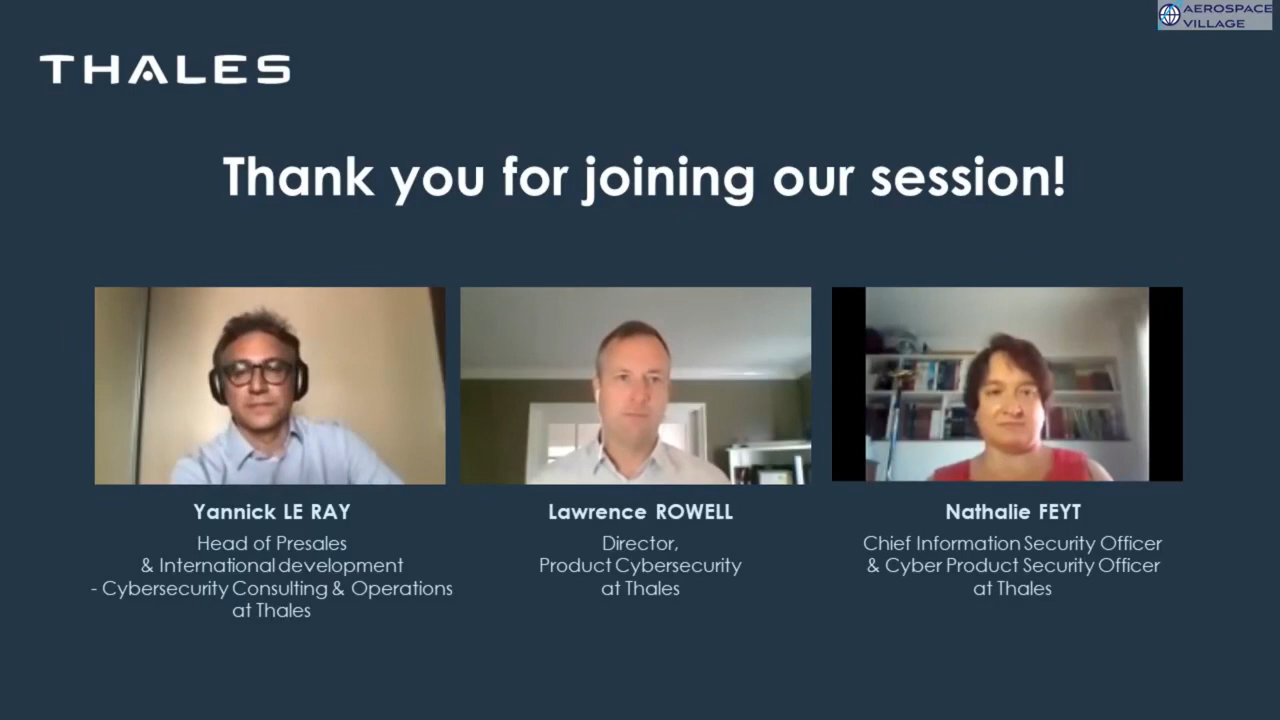 AEROSPACE
VILLAGE
THALES
Thank you for joining our session!
Yannick LE RAY
Head of Presales
& International development
- Cybersecurity Consulting & Operations
at Thales
Lawrence ROWELL
Director,
Product Cybersecurity
at Thales
Nathalie FEYT
Chief Information Security Officer
& Cyber Product Security Officer
at Thales